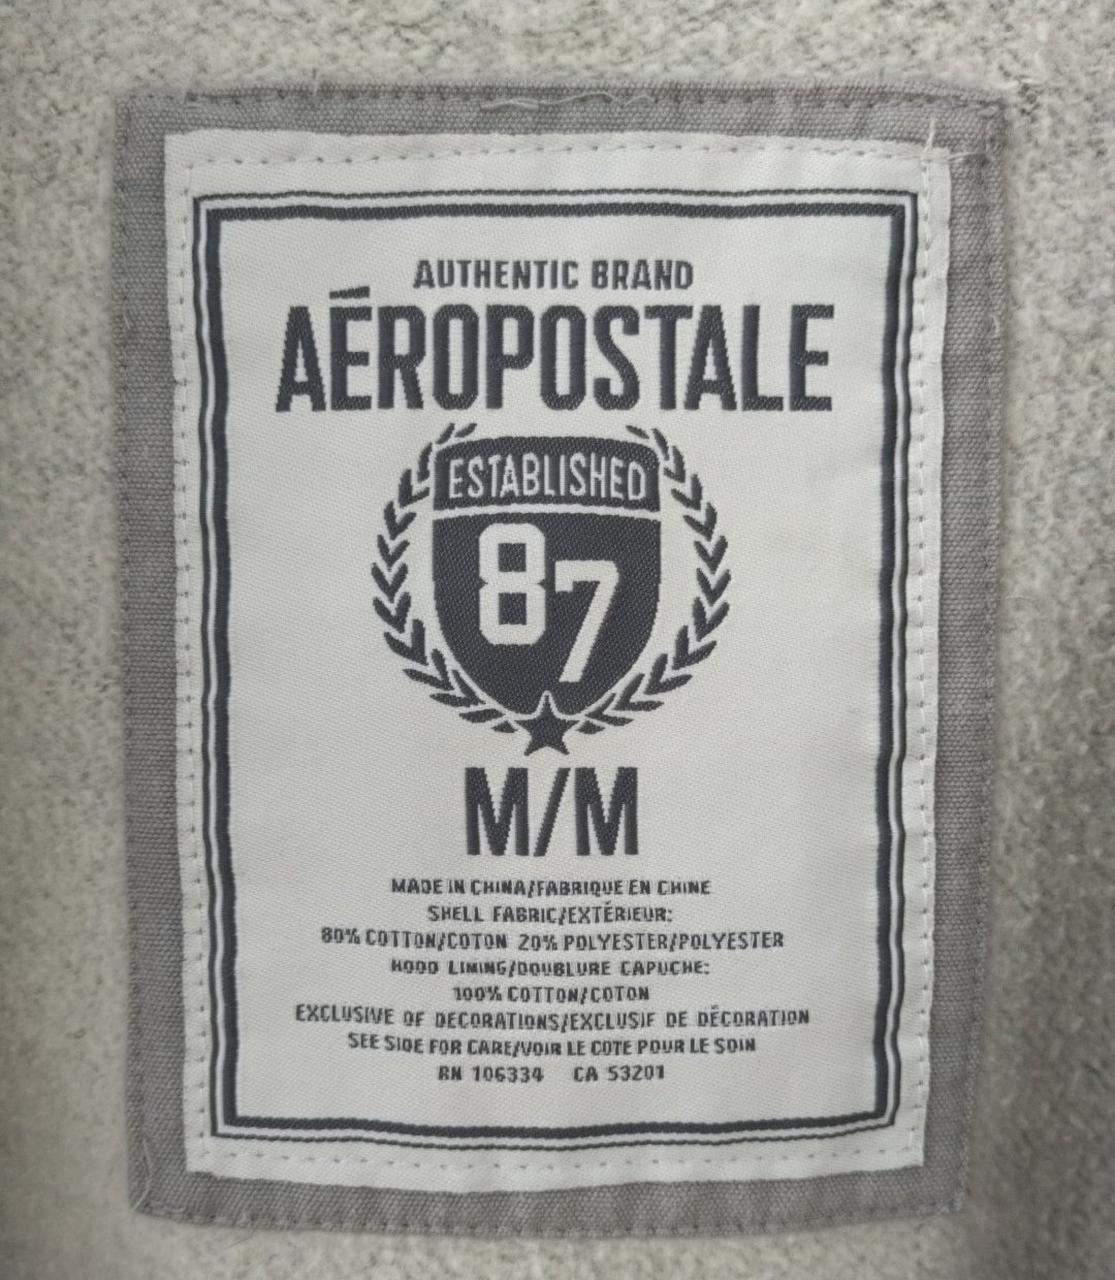 AUTHENTIC BRAND
AÉROPOSTALE
ESTABLISHED
87
M/M
MADE IN CHINA/FABRIQUE EN CHINE
SHELL FABRIC/EXTÉRIEUR:
80% COTTON/COTON 20% POLYESTER/POLYESTER
HOOD LINING/DOUBLURE CAPUCHE:
100% COTTON/COTON
EXCLUSIVE OF DECORATIONS/EXCLUSIF DE DÉCORATION
SEE SIDE FOR CARE/VOIR LE COTE POUR LE SOIN
RN 106334 CA 53201